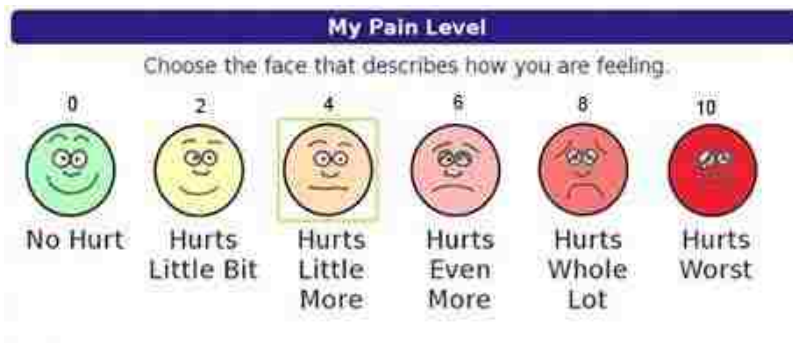 My Pain Level
Choose the face that describes how you are feeling.
0 2 4 6 8 10
No Hurt Hurts Hurts Hurts Hurts Hurts
Little Bit Little Even Whole Worst
More More Lot